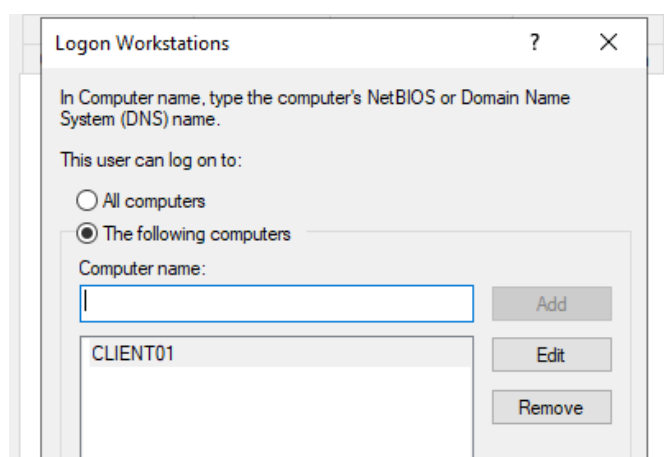 Logon Workstations
In Computer name, type the computer's NetBIOS or Domain Name
System (DNS) name.
This user can log on to:
All computers
The following computers
Computer name:
Add
CLIENT01
Edit
Remove